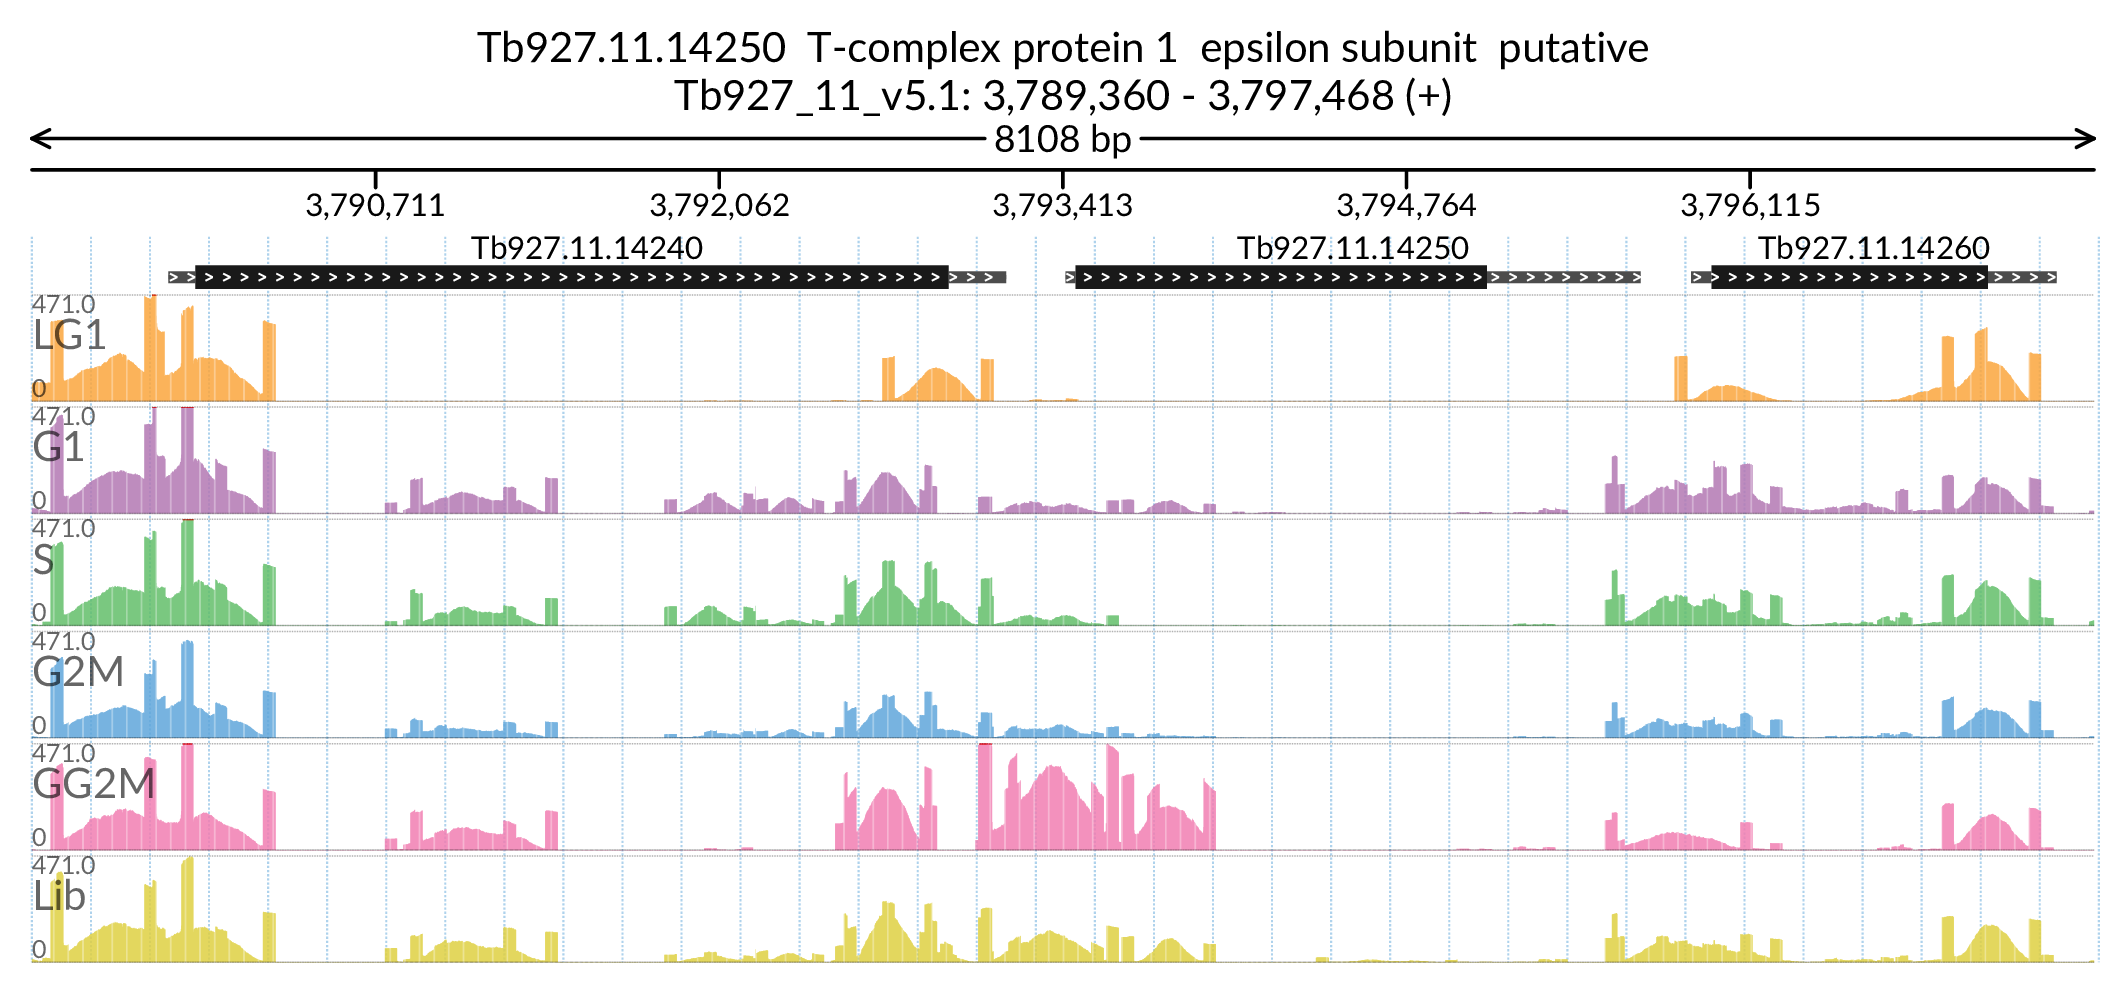 Tb927.11.14250  T-complex protein 1  epsilon subunit  putative
Tb927_11_v5.1: 3,789,360 - 3,797,468 (+)
8108 bp
3,790,711 3,792,062 3,793,413 3,794,764 3,796,115
Tb927.11.14240 Tb927.11.14250 Tb927.11.14260
471.0
LG1
0
471.0
G1
0
471.0
S
0
471.0
G2M
0
471.0
GG2M
0
471.0
Lib
0